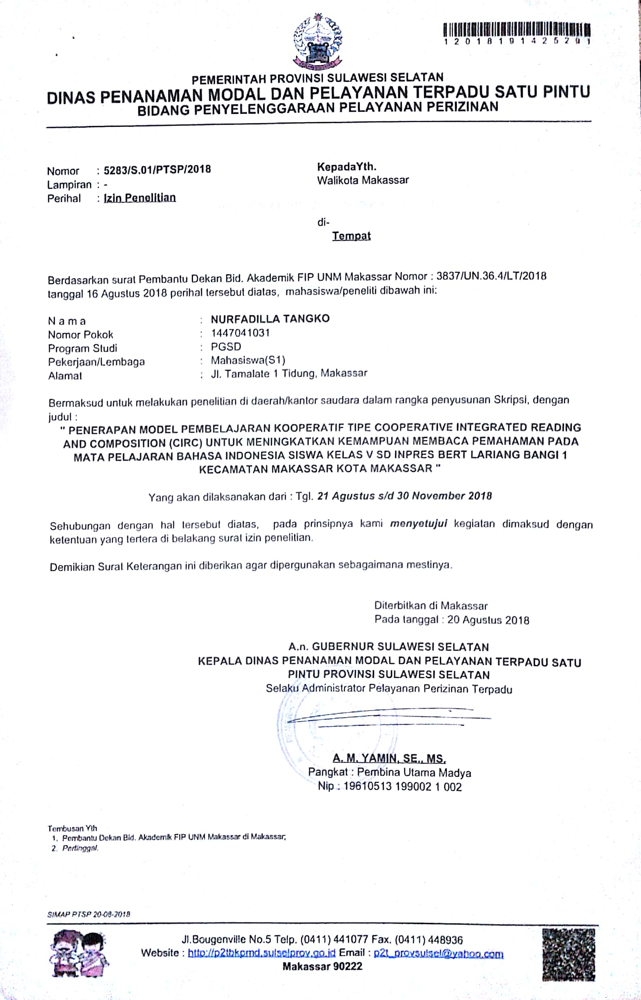 1 2 0 1 8 1 9 1 4 2 5 2 0 1
PEMERINTAH PROVINSI SULAWESI SELATAN
DINAS PENANAMAN MODAL DAN PELAYANAN TERPADU SATU PINTU
BIDANG PENYELENGGARAAN PELAYANAN PERIZINAN
Nomor : 5283/S.01/PTSP/2018
KepadaYth.
Lampiran : -
Walikota Makassar
Perihal : Izin Penelitian
di-
Tempat
Berdasarkan surat Pembantu Dekan Bid. Akademik FIP UNM Makassar Nomor : 3837/UN.36.4/LT/2018
tanggal 16 Agustus 2018 perihal tersebut diatas, mahasiswa/peneliti dibawah ini:
N a m a : NURFADILLA TANGKO
Nomor Pokok : 1447041031
Program Studi : PGSD
Pekerjaan/Lembaga : Mahasiswa(S1)
Alamat : Jl. Tamalate 1 Tidung, Makassar
Bermaksud untuk melakukan penelitian di daerah/kantor saudara dalam rangka penyusunan Skripsi, dengan
judul :
" PENERAPAN MODEL PEMBELAJARAN KOOPERATIF TIPE COOPERATIVE INTEGRATED READING
AND COMPOSITION (CIRC) UNTUK MENINGKATKAN KEMAMPUAN MEMBACA PEMAHAMAN PADA
MATA PELAJARAN BAHASA INDONESIA SISWA KELAS V SD INPRES BERT LARIANG BANGI 1
KECAMATAN MAKASSAR KOTA MAKASSAR "
Yang akan dilaksanakan dari : Tgl. 21 Agustus s/d 30 November 2018
Sehubungan dengan hal tersebut diatas, pada prinsipnya kami menyetujui kegiatan dimaksud dengan
ketentuan yang tertera di belakang surat izin penelitian.
Demikian Surat Keterangan ini diberikan agar dipergunakan sebagaimana mestinya.
Diterbitkan di Makassar
Pada tanggal : 20 Agustus 2018
A.n. GUBERNUR SULAWESI SELATAN
KEPALA DINAS PENANAMAN MODAL DAN PELAYANAN TERPADU SATU
PINTU PROVINSI SULAWESI SELATAN
Selaku Administrator Pelayanan Perizinan Terpadu
A. M. YAMIN, SE., MS.
Pangkat : Pembina Utama Madya
Nip : 19610513 199002 1 002
Tembusan Yth
1. Pembantu Dekan Bid. Akademik FIP UNM Makassar di Makassar;
2. Pertinggal.
SIMAP PTSP 20-08-2018
Jl.Bougenville No.5 Telp. (0411) 441077 Fax. (0411) 448936
Website : http://p2tbkpmd.sulselprov.go.id Email : p2t_provsulsel@yahoo.com
Makassar 90222